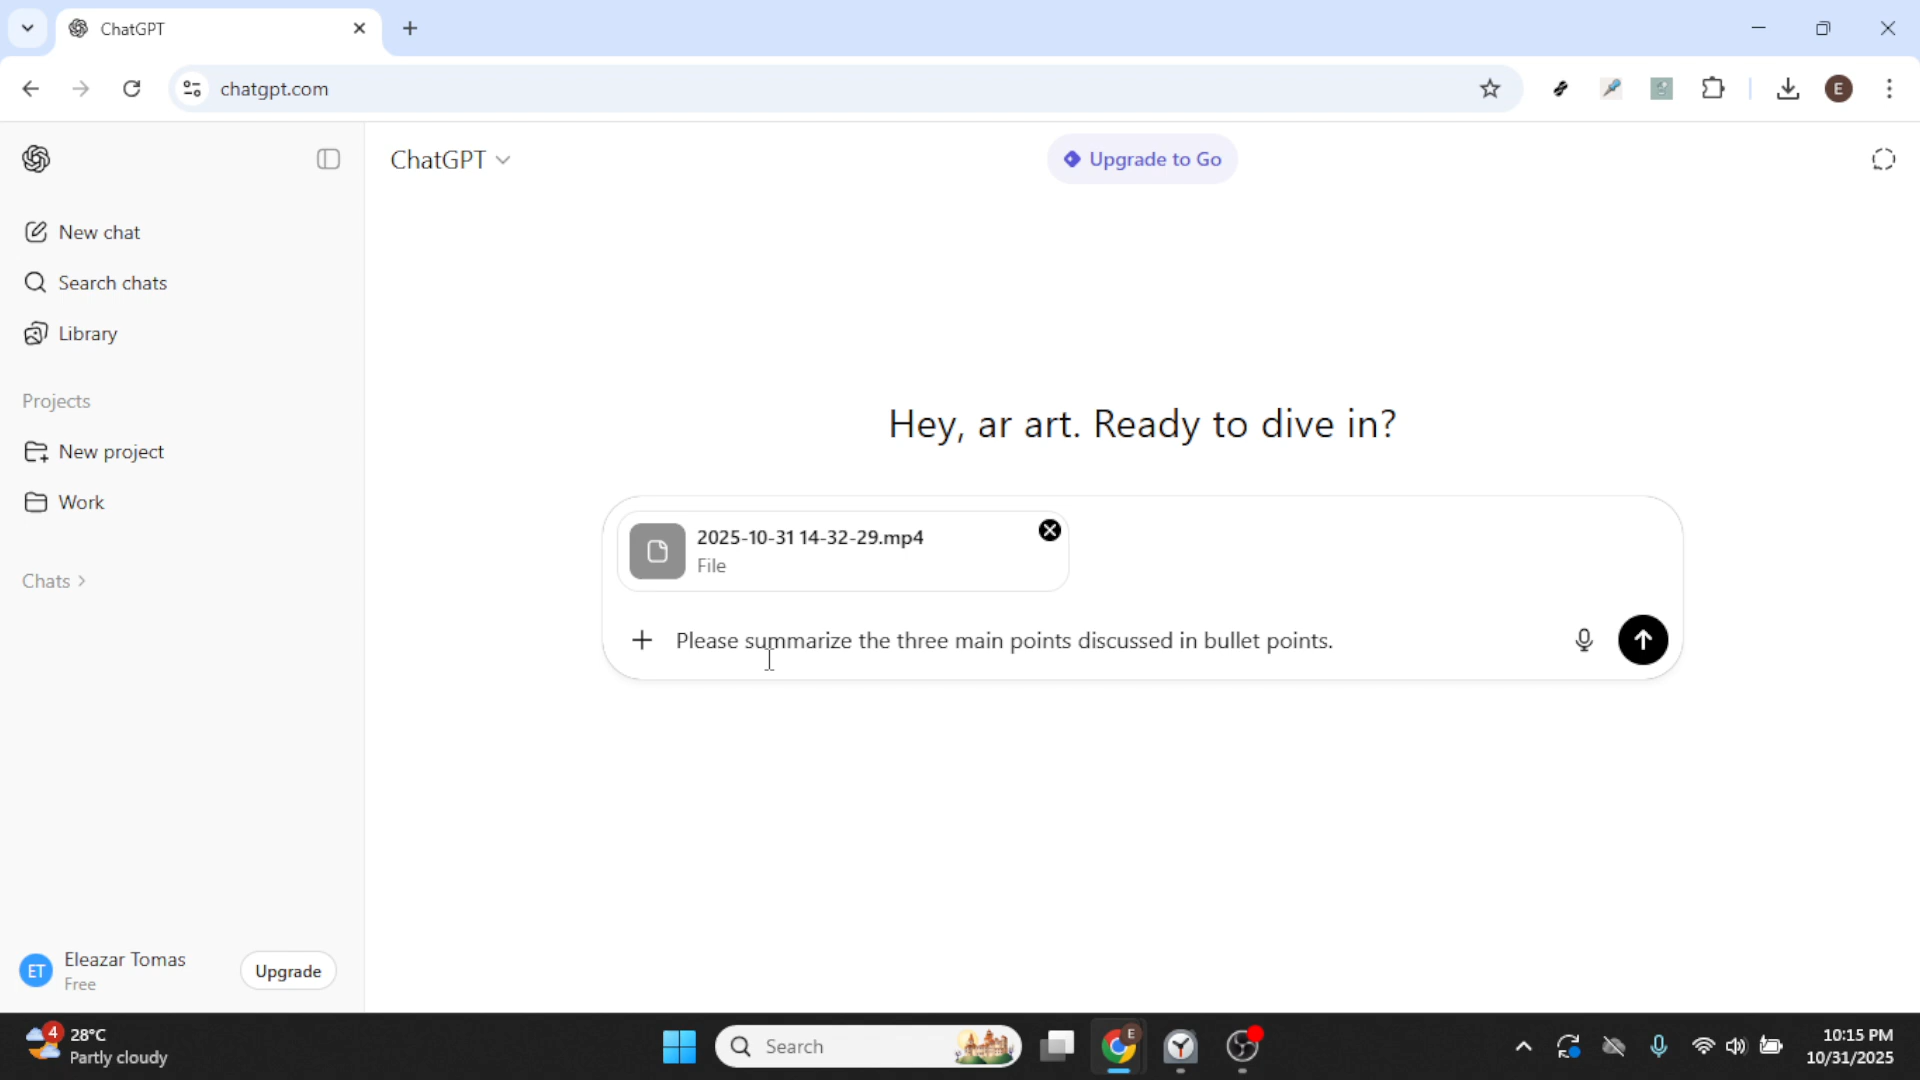 ChatGPT
chatgpt.com
E
ChatGPT
Upgrade to Go
New chat
Search chats
Library
Projects
New project
Work
Chats
Hey, ar art. Ready to dive in?
2025-10-31 14-32-29.mp4
File
Please summarize the three main points discussed in bullet points.
ET
Eleazar Tomas
Free
Upgrade
4
28°C
Partly cloudy
Search
E
10:15 PM
10/31/2025